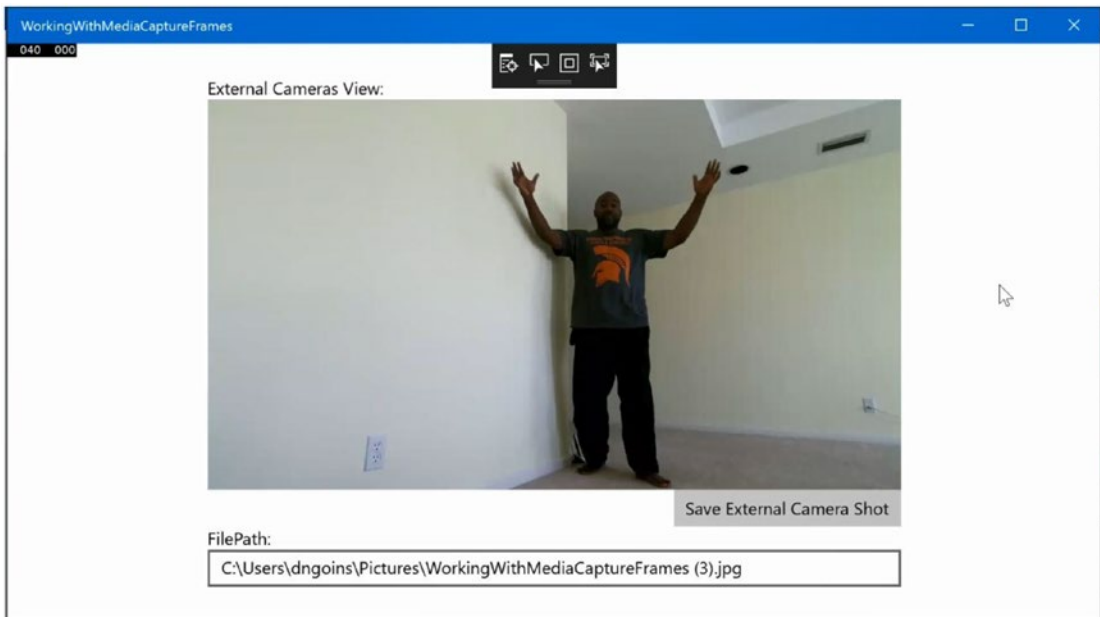 WorkingWithMediaCaptureFrames
040 000
External Cameras View:
Save External Camera Shot
FilePath:
C:\Users\dngoins\Pictures\WorkingWithMediaCaptureFrames (3).jpg